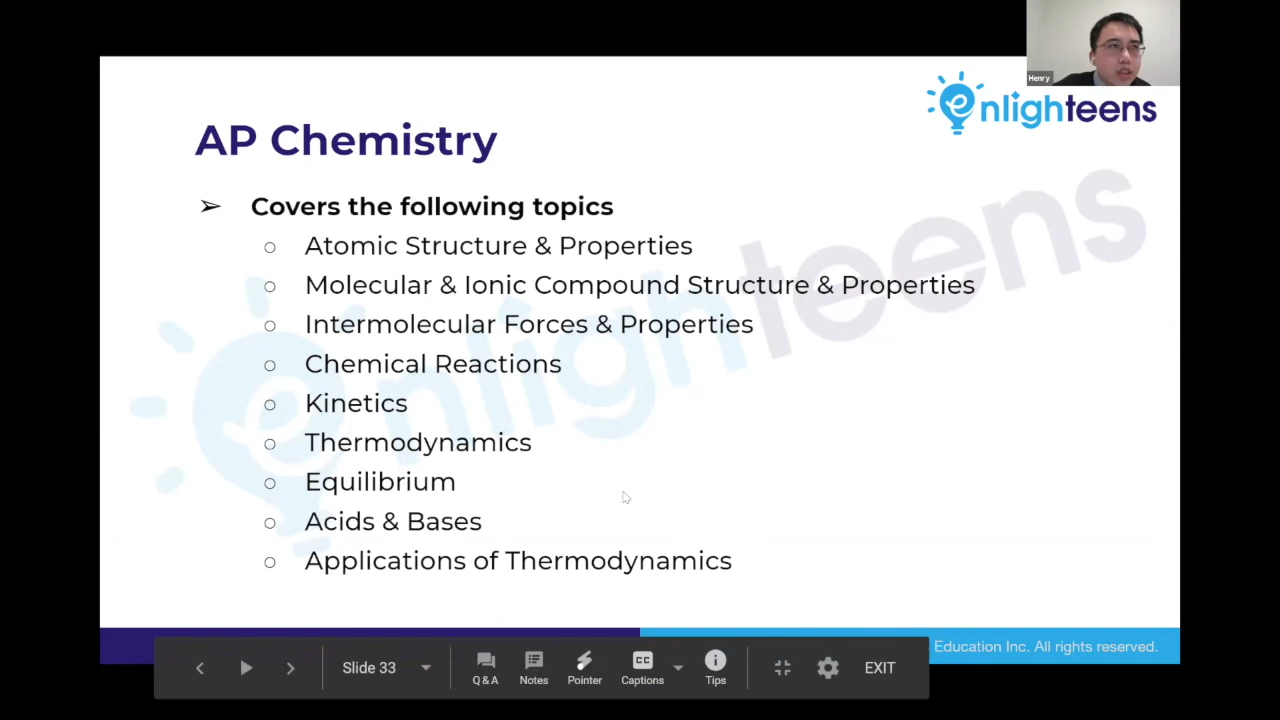 Henry
enlighteens
AP Chemistry
➢ Covers the following topics
○ Atomic Structure & Properties
○ Molecular & Ionic Compound Structure & Properties
○ Intermolecular Forces & Properties
○ Chemical Reactions
○ Kinetics
○ Thermodynamics
○ Equilibrium
○ Acids & Bases
○ Applications of Thermodynamics
enlighteens
Education Inc. All rights reserved.
Slide 33
Q & A
Notes
Pointer
CC
Captions
Tips
EXIT